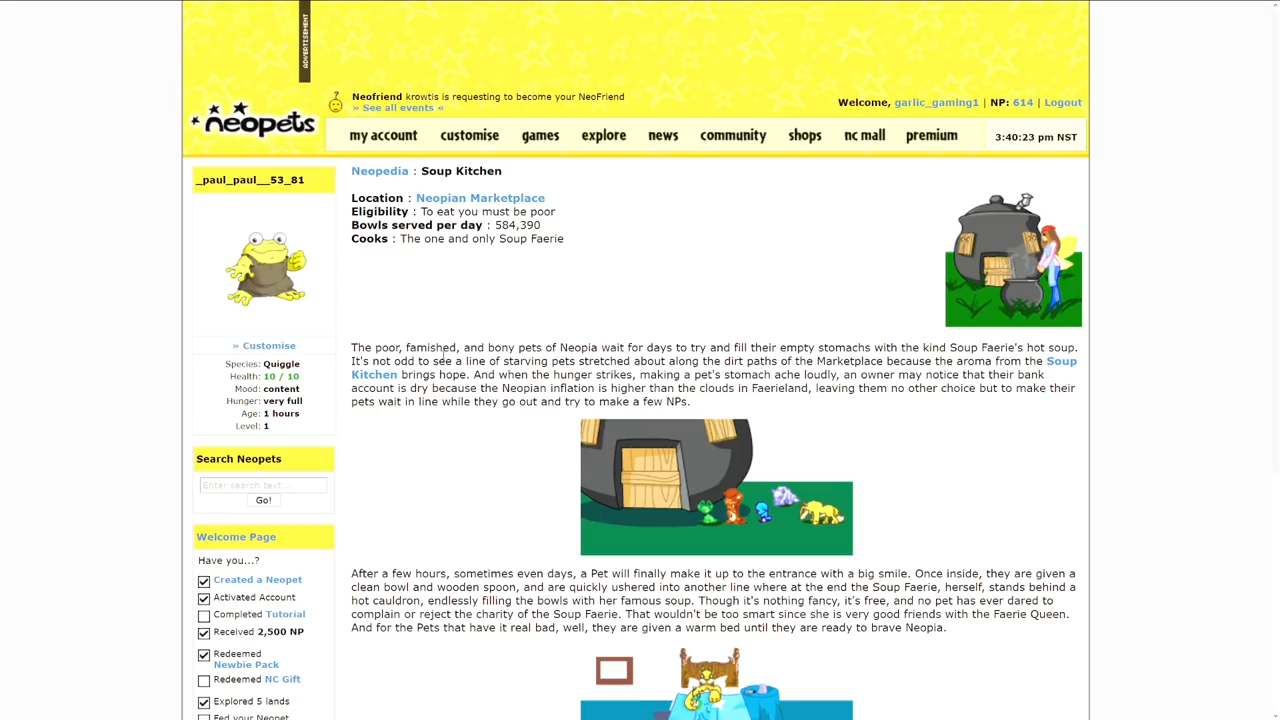 ADVERTISEMENT
Neofriend krowtis is requesting to become your NeoFriend
» See all events «
Welcome, garlic_gaming1 | NP: 614 | Logout
neopets
my account customise games explore news community shops nc mall premium 3:40:23 pm NST
_paul_paul__53_81
» Customise
Species: Quiggle
Health: 10 / 10
Mood: content
Hunger: very full
Age: 1 hours
Level: 1
Search Neopets
Enter search text...
Go!
Welcome Page
Have you...?
Created a Neopet
Activated Account
Completed Tutorial
Received 2,500 NP
Redeemed
Newbie Pack
Redeemed NC Gift
Explored 5 lands
Fed your Neopet
Neopedia : Soup Kitchen
Location : Neopian Marketplace
Eligibility : To eat you must be poor
Bowls served per day : 584,390
Cooks : The one and only Soup Faerie
The poor, famished, and bony pets of Neopia wait for days to try and fill their empty stomachs with the kind Soup Faerie's hot soup.
It's not odd to see a line of starving pets stretched about along the dirt paths of the Marketplace because the aroma from the Soup
Kitchen brings hope. And when the hunger strikes, making a pet's stomach ache loudly, an owner may notice that their bank
account is dry because the Neopian inflation is higher than the clouds in Faerieland, leaving them no other choice but to make their
pets wait in line while they go out and try to make a few NPs.
After a few hours, sometimes even days, a Pet will finally make it up to the entrance with a big smile. Once inside, they are given a
clean bowl and wooden spoon, and are quickly ushered into another line where at the end the Soup Faerie, herself, stands behind a
hot cauldron, endlessly filling the bowls with her famous soup. Though it's nothing fancy, it's free, and no pet has ever dared to
complain or reject the charity of the Soup Faerie. That wouldn't be too smart since she is very good friends with the Faerie Queen.
And for the Pets that have it real bad, well, they are given a warm bed until they are ready to brave Neopia.